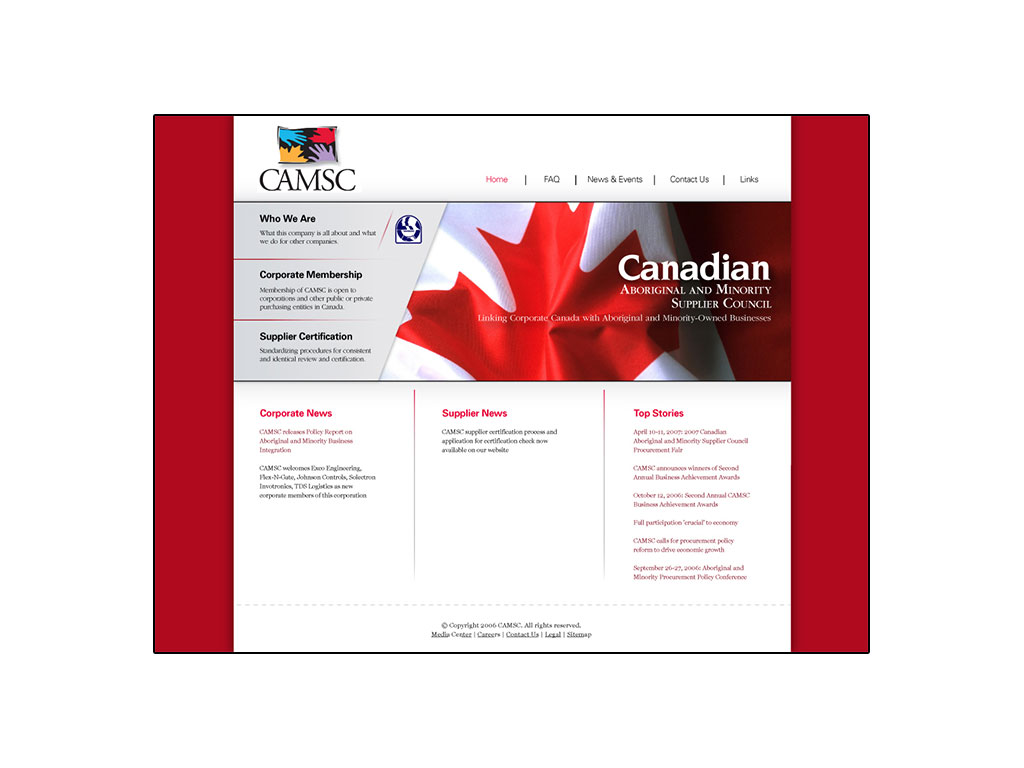 CAMSC
Home | FAQ | News & Events | Contact Us | Links
Who We Are
What this company is all about and what
we do for other companies.
Corporate Membership
Membership of CAMSC is open to
corporations and other public or private
purchasing entities in Canada.
Supplier Certification
Standardizing procedures for consistent
and identical review and certification.
Canadian
Aboriginal and Minority
Supplier Council
Linking Corporate Canada with Aboriginal and Minority-Owned Businesses
Corporate News
CAMSC releases Policy Report on
Aboriginal and Minority Business
Integration
CAMSC welcomes Exco Engineering,
Flex-N-Gate, Johnson Controls, Solectron
Invotronics, TDS Logistics as new
corporate members of this corporation
Supplier News
CAMSC supplier certification process and
application for certification check now
available on our website
Top Stories
April 10-11, 2007: 2007 Canadian
Aboriginal and Minority Supplier Council
Procurement Fair
CAMSC announces winners of Second
Annual Business Achievement Awards
October 12, 2006: Second Annual CAMSC
Business Achievement Awards
Full participation 'crucial' to economy
CAMSC calls for procurement policy
reform to drive economic growth
September 26-27, 2006: Aboriginal and
Minority Procurement Policy Conference
© Copyright 2006 CAMSC. All rights reserved.
Media Center | Careers | Contact Us | Legal | Sitemap